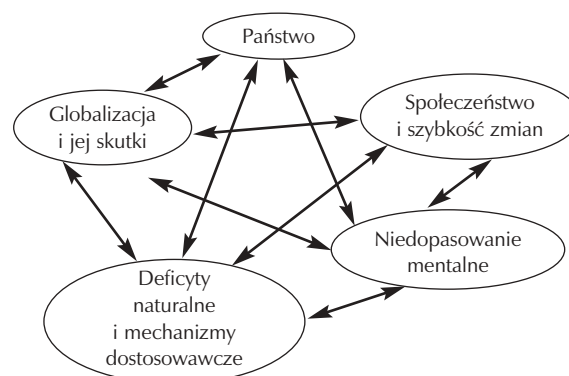 Państwo
Globalizacja
i jej skutki
Społeczeństwo
i szybkość zmian
Niedopasowanie
mentalne
Deficyty
naturalne
i mechanizmy
dostosowawcze